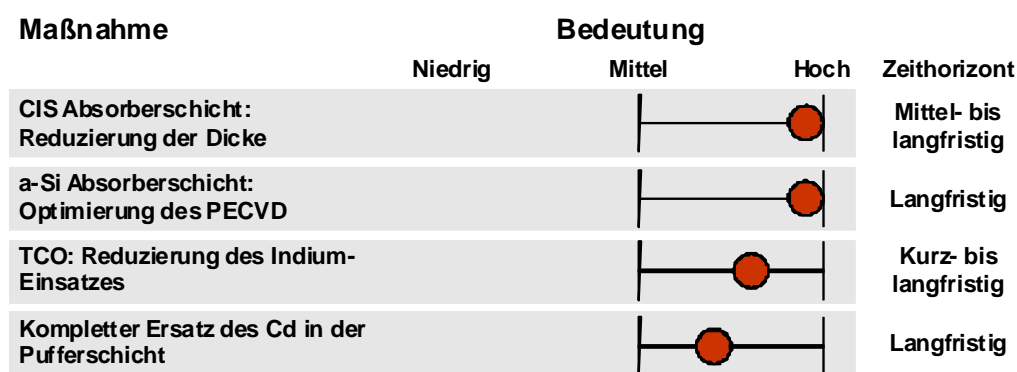 Maßnahme Bedeutung
Niedrig Mittel Hoch Zeithorizont
CIS Absorberschicht:
Reduzierung der Dicke
Mittel- bis
langfristig
a-Si Absorberschicht:
Optimierung des PECVD
Langfristig
TCO: Reduzierung des Indium-
Einsatzes
Kurz- bis
langfristig
Kompletter Ersatz des Cd in der
Pufferschicht
Langfristig